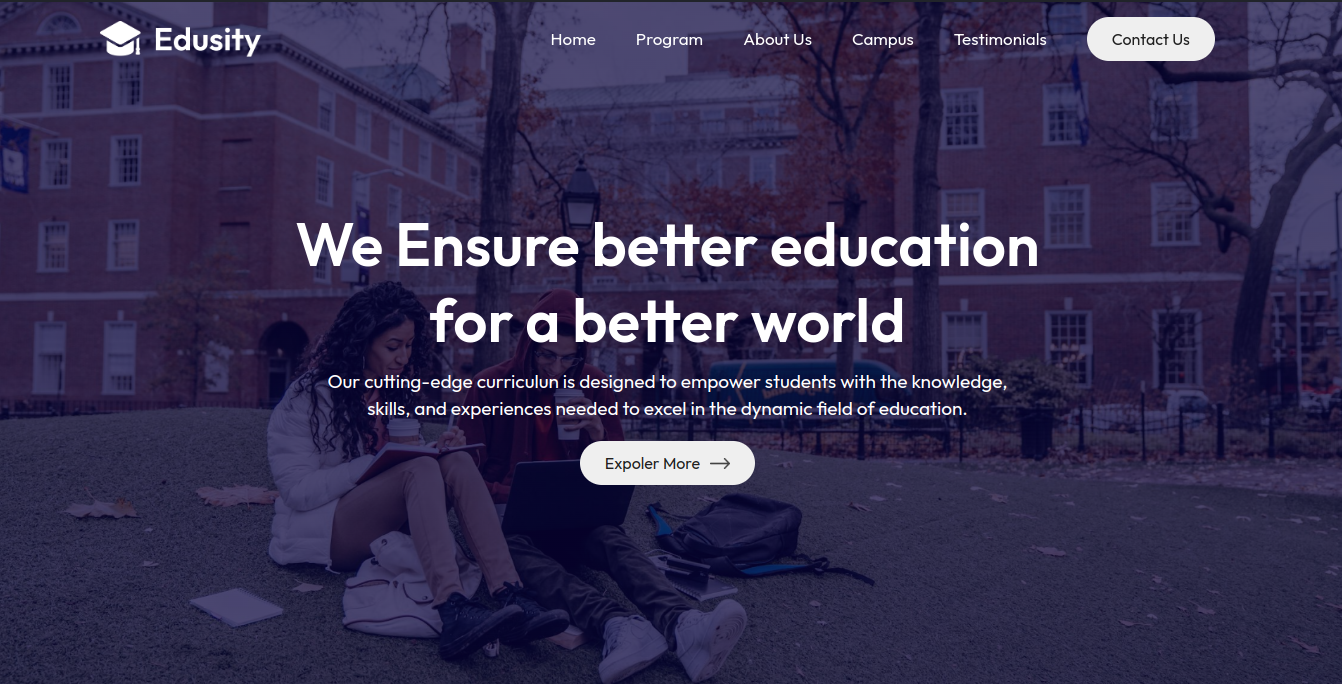 Edusity
Home Program About Us Campus Testimonials Contact Us
We Ensure better education
for a better world
Our cutting-edge curriculun is designed to empower students with the knowledge,
skills, and experiences needed to excel in the dynamic field of education.
Expoler More